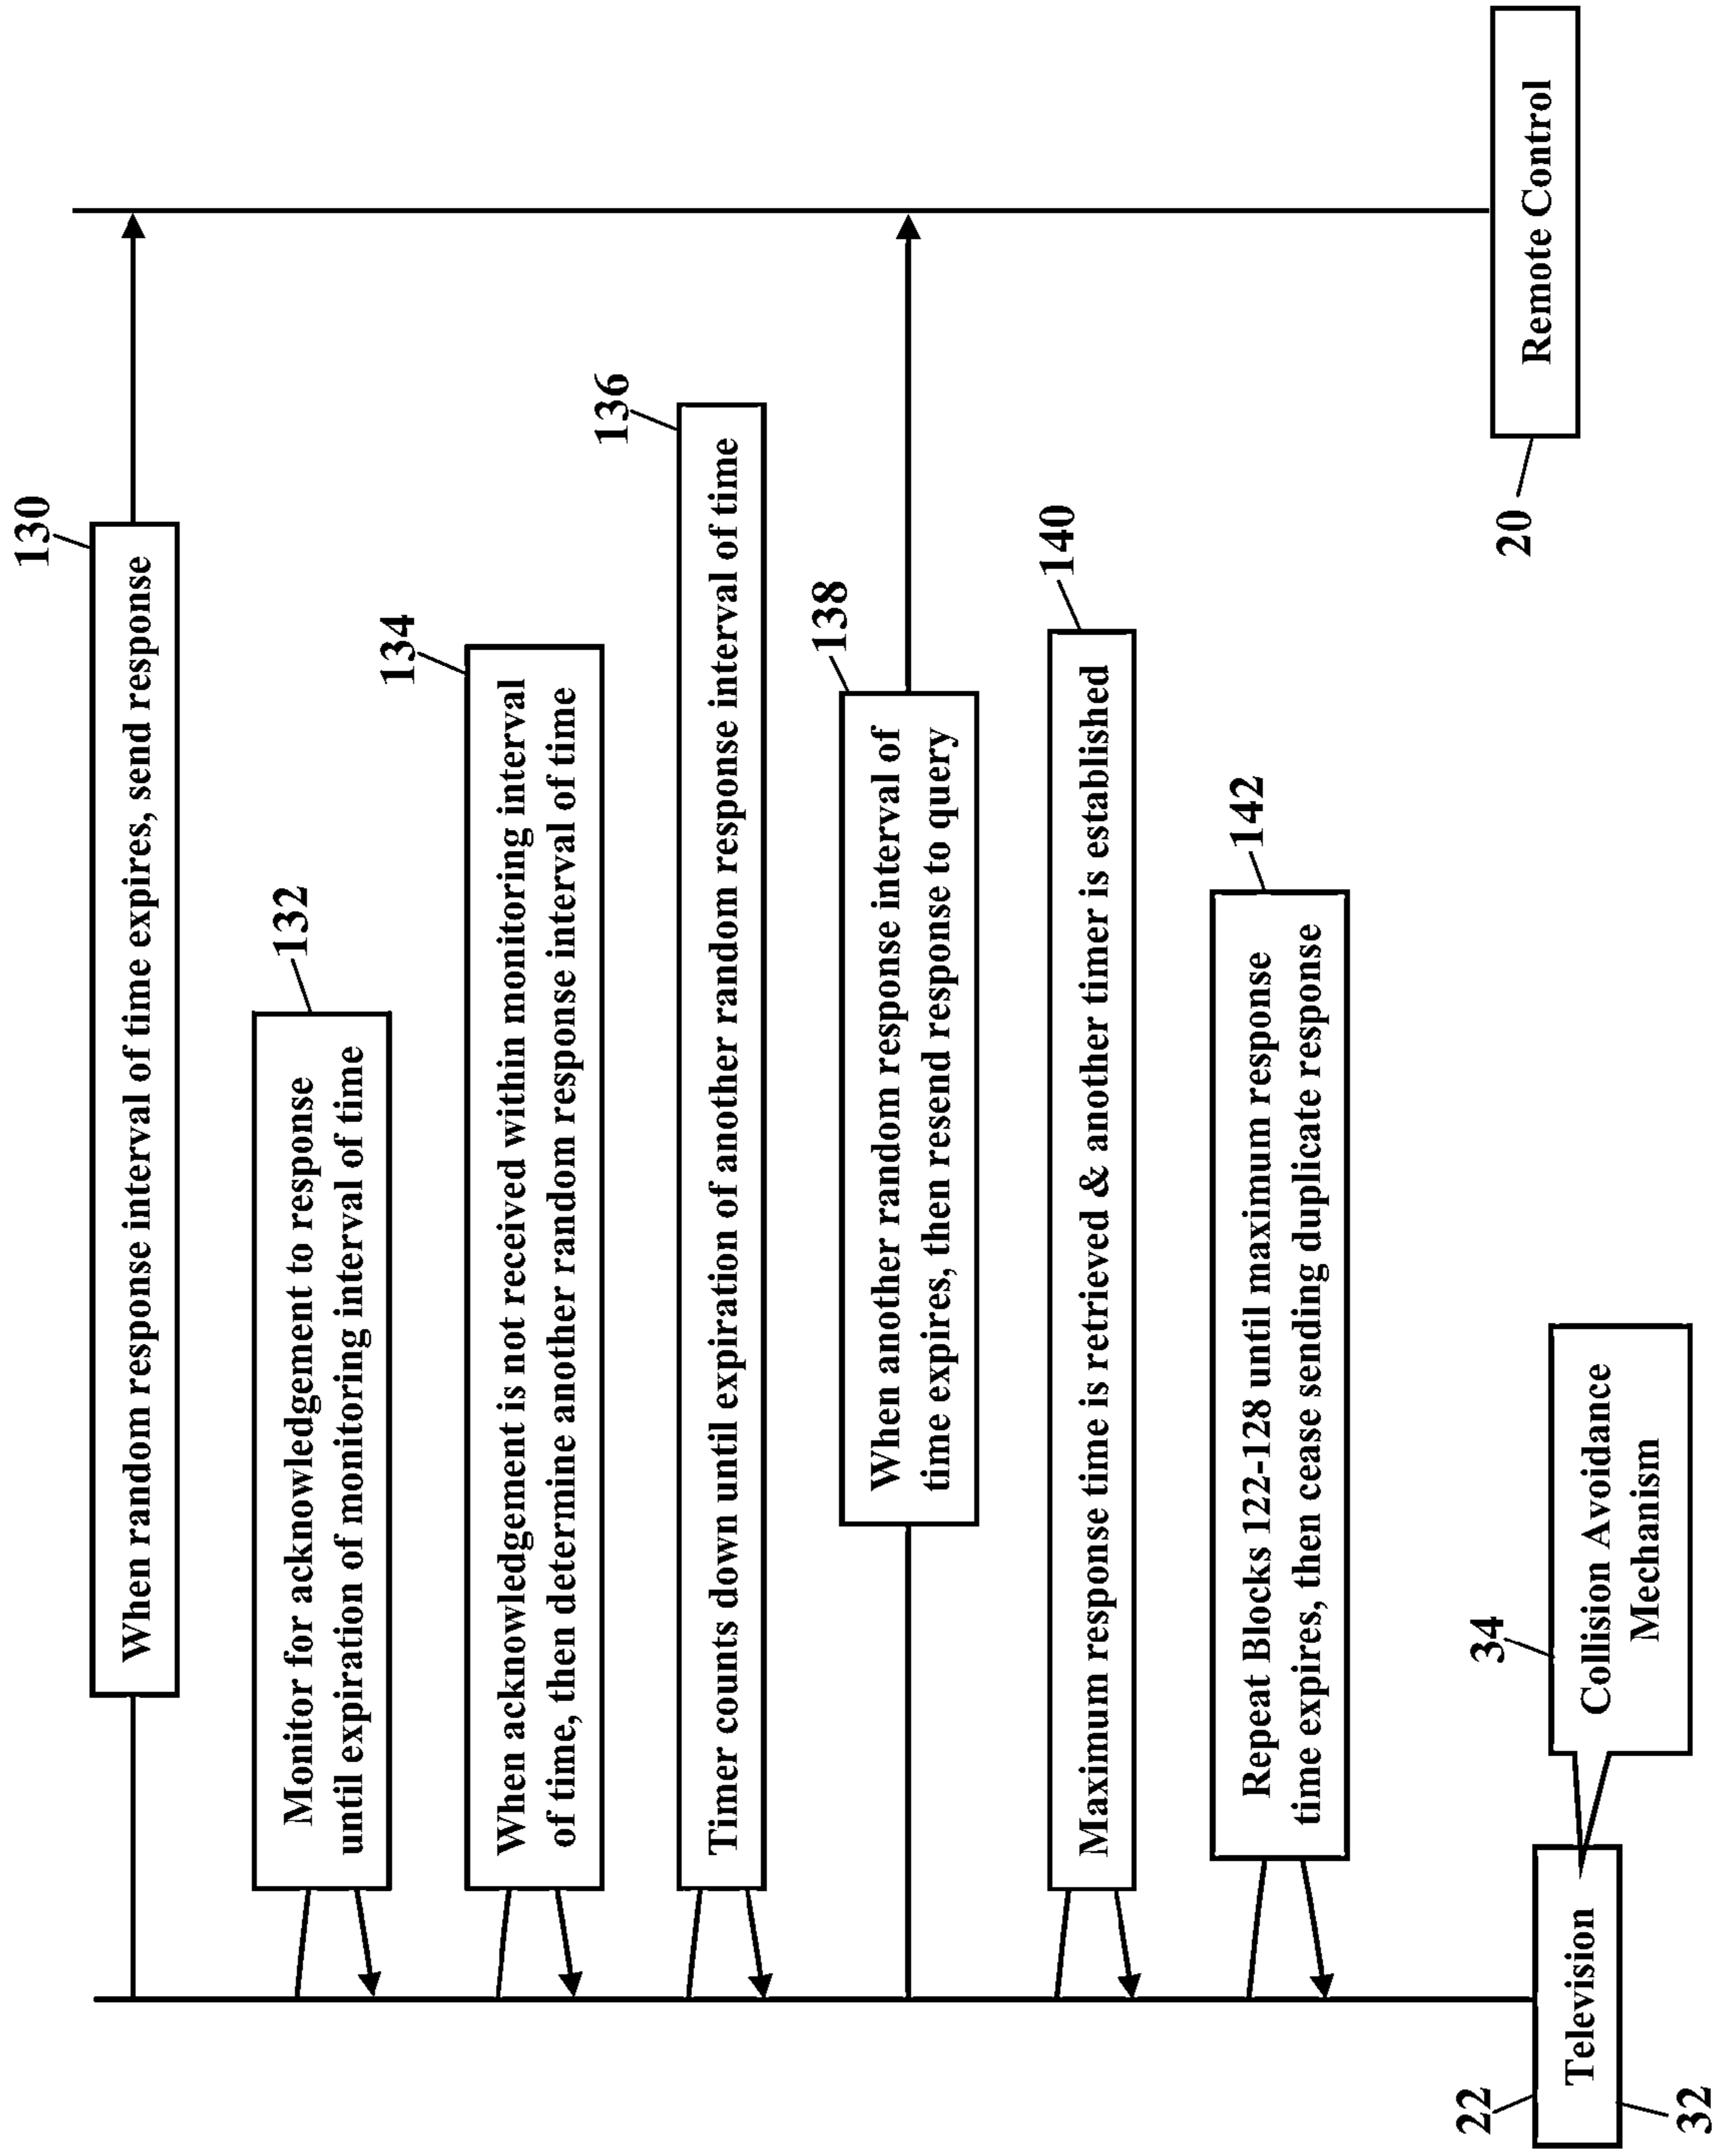 130
When random response interval of time expires, send response
132
Monitor for acknowledgement to response
until expiration of monitoring interval of time
134
When acknowledgement is not received within monitoring interval
of time, then determine another random response interval of time
136
Timer counts down until expiration of another random response interval of time
138
When another random response interval of
time expires, then resend response to query
140
Maximum response time is retrieved & another timer is established
142
Repeat Blocks 122-128 until maximum response
time expires, then cease sending duplicate response
34
Collision Avoidance
Mechanism
22
Television
32
20
Remote Control